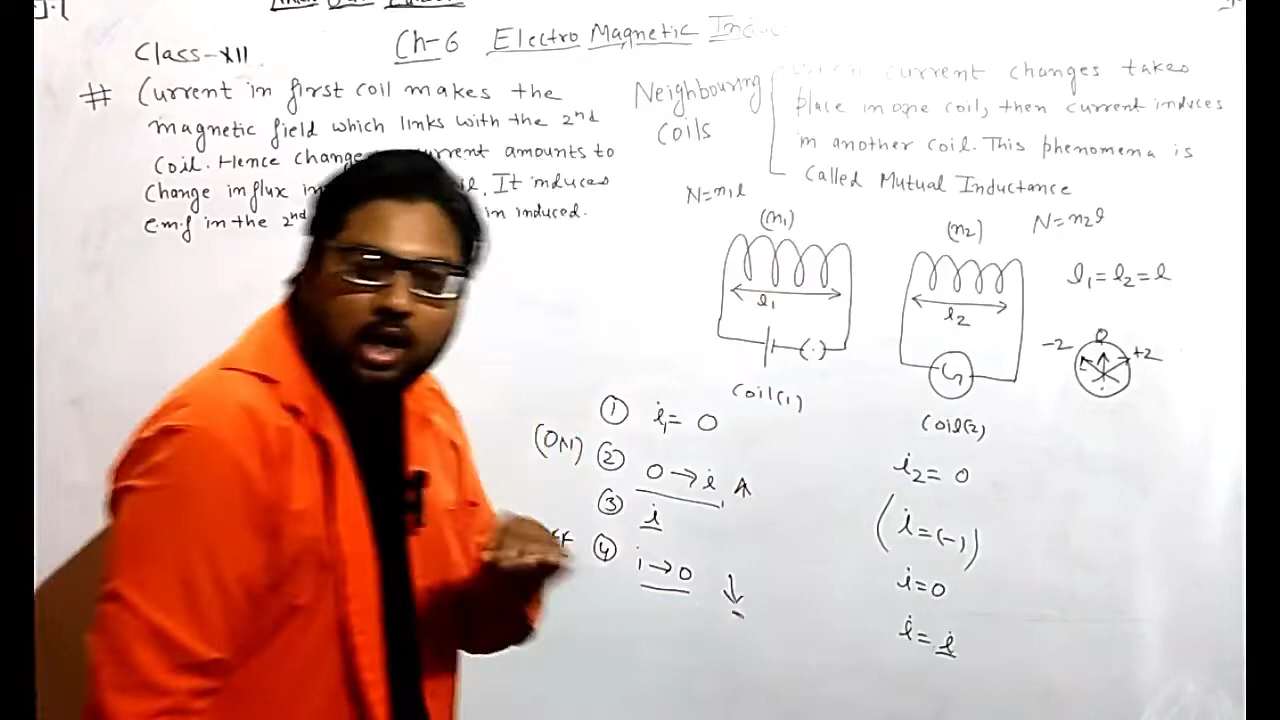 Class-XII
Ch-6 Electro Magnetic Induc
# Current in first coil makes the
magnetic field which links with the 2nd
Coil. Hence change current amounts to
Change in flux in It induces
e.m.f in the 2nd in induced.
Neighbouring
Coils
current changes takes
place in one coil, then current induces
in another coil. This phenomena is
Called Mutual Inductance
N=n1l
(n1)
(n2)
N=n2l
l1
l2
l1=l2=l
-2 0 +2
G
Coil(1)
Coil(2)
① i1=0
i2=0
(ON) ② 0→i ↑
(i=(-))
③ i
i=0
④ i→0 ↓
i=i